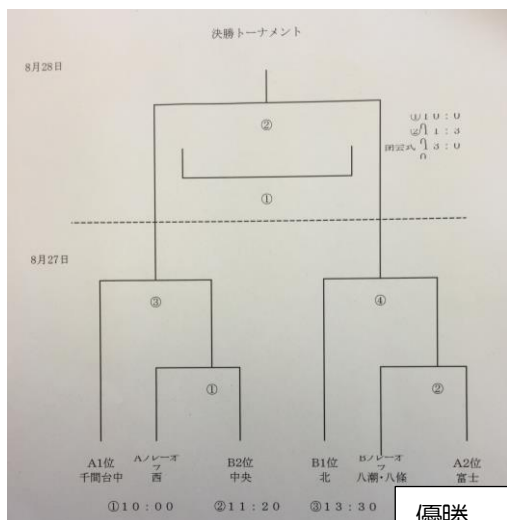 決勝トーナメント
8月28日
②
①10:0
②
1:3
閉会式
3:0
0
①
8月27日
③
④
①
②
A1位
千間台中
Aプレーオフ
西
B2位
中央
B1位
北
Bプレーオフ
八潮・八條
A2位
富士
①10:00 ②11:20 ③13:30
優勝